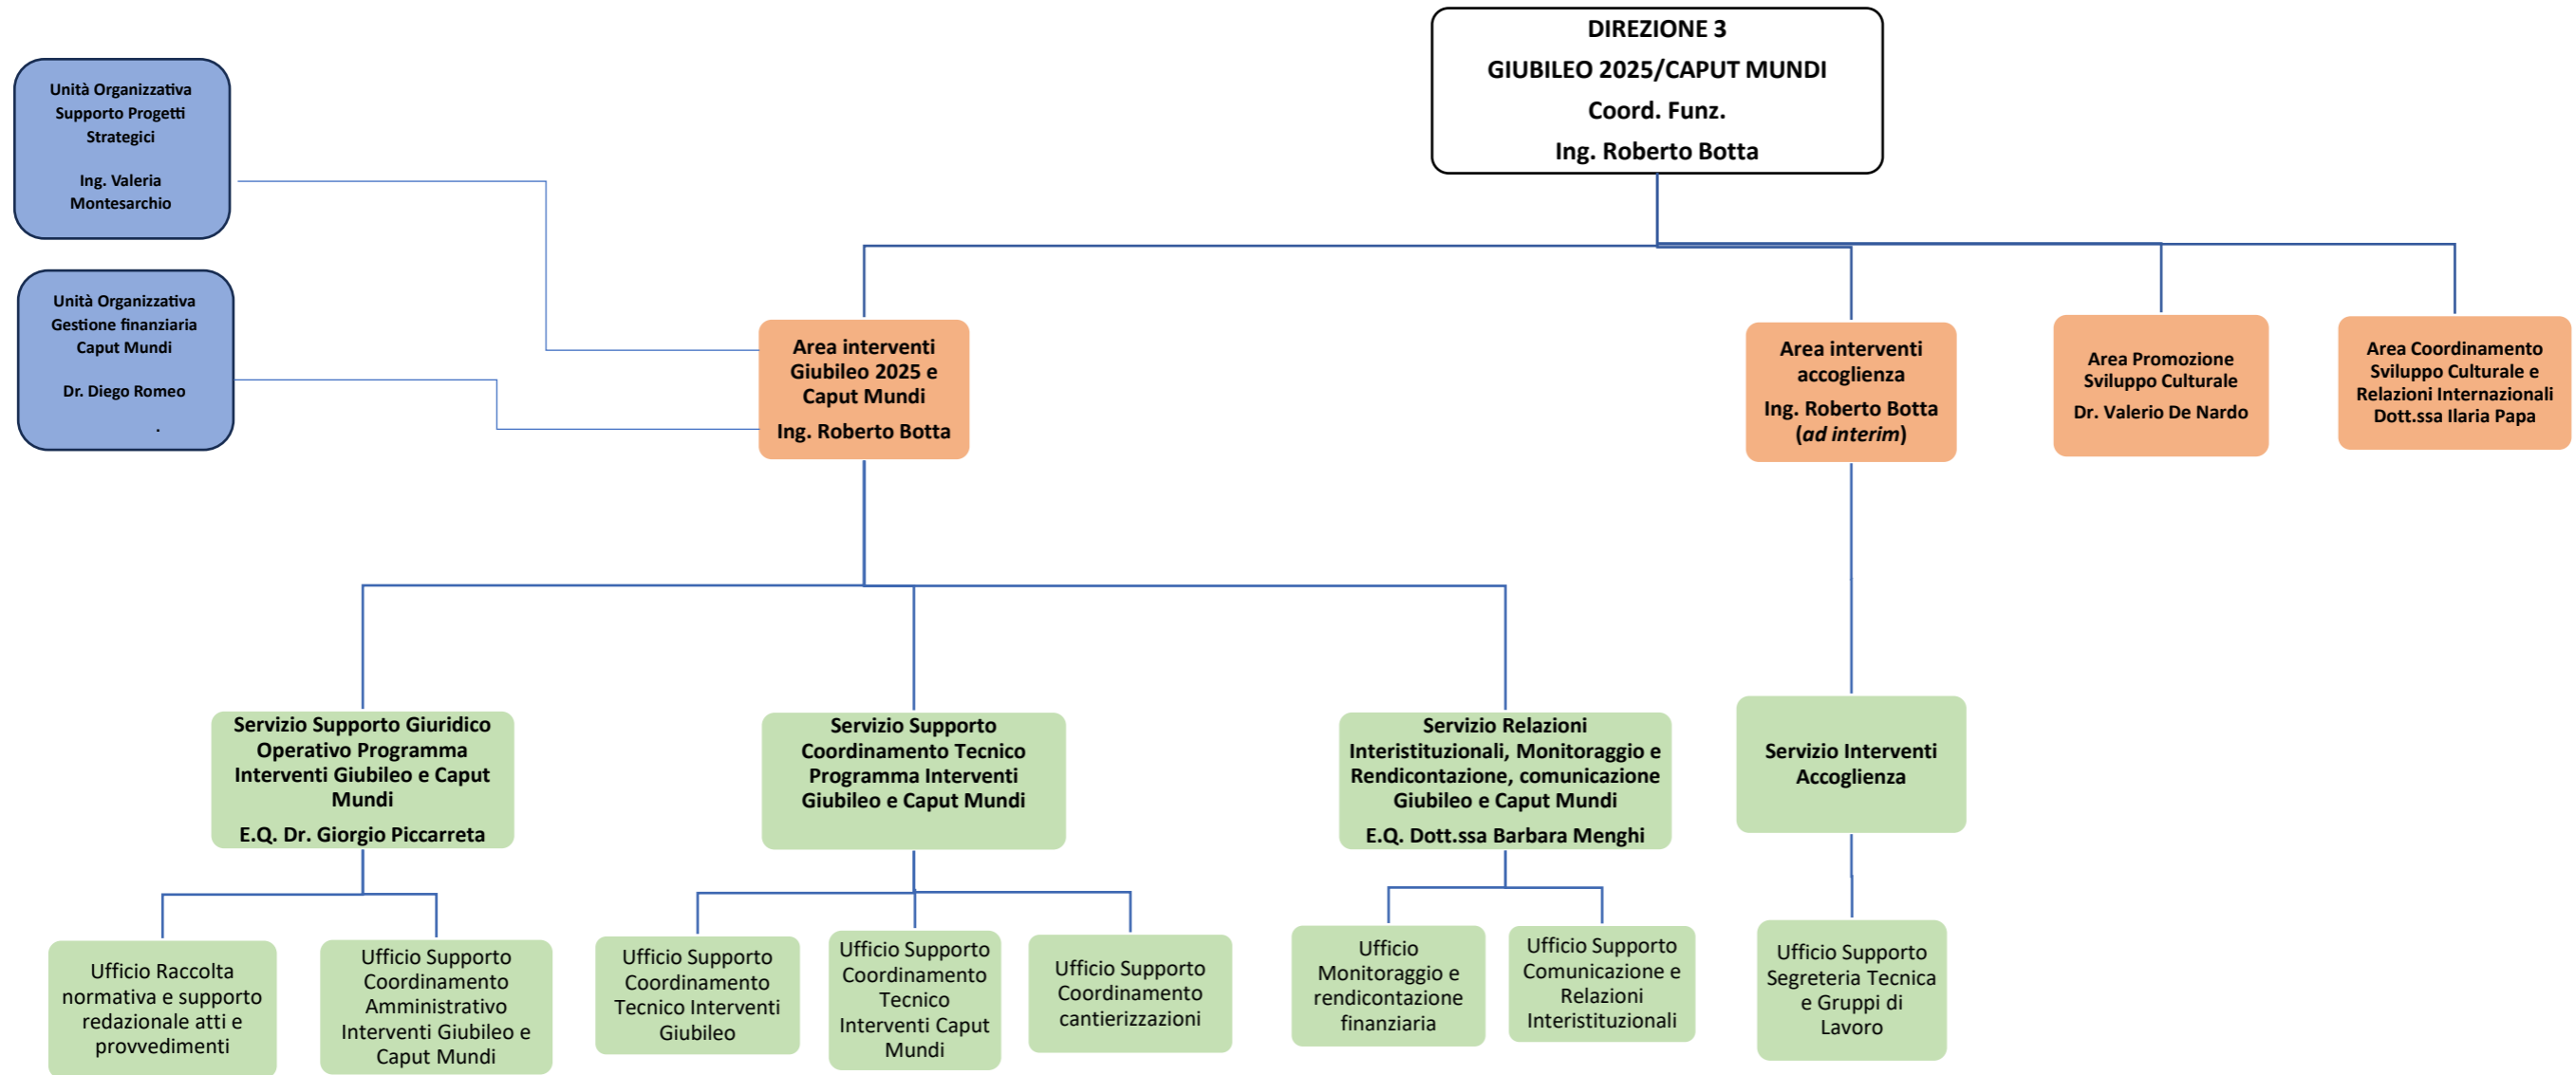 DIREZIONE 3
GIUBILEO 2025/CAPUT MUNDI
Coord. Funz.
Ing. Roberto Botta
Unità Organizzativa
Supporto Progetti
Strategici
Ing. Valeria
Montesarchio
Unità Organizzativa
Gestione finanziaria
Caput Mundi
Dr. Diego Romeo
.
Area interventi
Giubileo 2025 e
Caput Mundi
Ing. Roberto Botta
Area interventi
accoglienza
Ing. Roberto Botta
(ad interim)
Area Promozione
Sviluppo Culturale
Dr. Valerio De Nardo
Area Coordinamento
Sviluppo Culturale e
Relazioni Internazionali
Dott.ssa Ilaria Papa
Servizio Supporto Giuridico
Operativo Programma
Interventi Giubileo e Caput
Mundi
E.Q. Dr. Giorgio Piccarreta
Servizio Supporto
Coordinamento Tecnico
Programma Interventi
Giubileo e Caput Mundi
Servizio Relazioni
Interistituzionali, Monitoraggio e
Rendicontazione, comunicazione
Giubileo e Caput Mundi
E.Q. Dott.ssa Barbara Menghi
Servizio Interventi
Accoglienza
Ufficio Raccolta
normativa e supporto
redazionale atti e
provvedimenti
Ufficio Supporto
Coordinamento
Amministrativo
Interventi Giubileo e
Caput Mundi
Ufficio Supporto
Coordinamento
Tecnico Interventi
Giubileo
Ufficio Supporto
Coordinamento
Tecnico
Interventi Caput
Mundi
Ufficio Supporto
Coordinamento
cantierizzazioni
Ufficio
Monitoraggio e
rendicontazione
finanziaria
Ufficio Supporto
Comunicazione e
Relazioni
Interistituzionali
Ufficio Supporto
Segreteria Tecnica
e Gruppi di
Lavoro